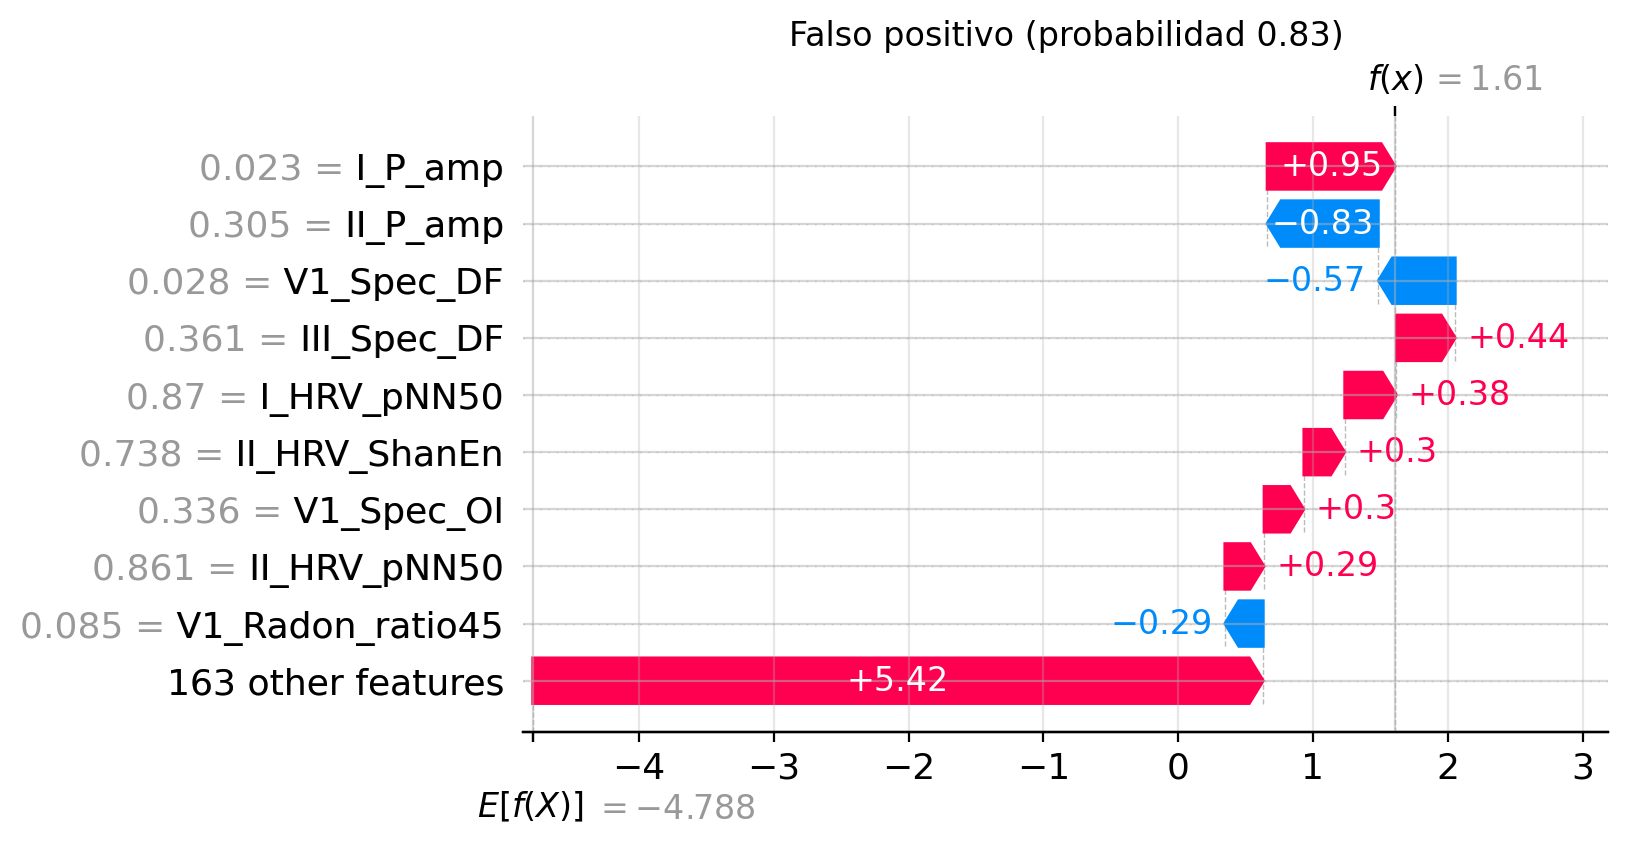 Falso positivo (probabilidad 0.83)
f(x) = 1.61
0.023 = I_P_amp +0.95
0.305 = II_P_amp −0.83
0.028 = V1_Spec_DF −0.57
0.361 = III_Spec_DF +0.44
0.87 = I_HRV_pNN50 +0.38
0.738 = II_HRV_ShanEn +0.3
0.336 = V1_Spec_OI +0.3
0.861 = II_HRV_pNN50 +0.29
0.085 = V1_Radon_ratio45 −0.29
163 other features +5.42
−4 −3 −2 −1 0 1 2 3
E[f(X)] = −4.788